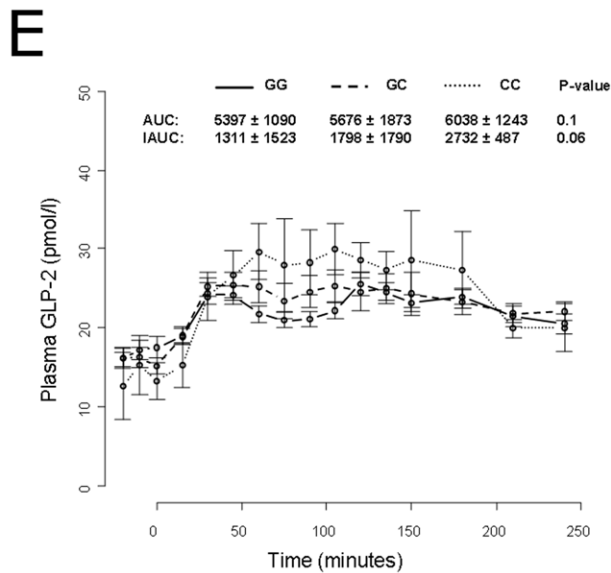 E
GG GC CC P-value
AUC: 5397 ± 1090 5676 ± 1873 6038 ± 1243 0.1
IAUC: 1311 ± 1523 1798 ± 1790 2732 ± 487 0.06
50
40
30
20
10
0
Plasma GLP-2 (pmol/l)
0 50 100 150 200 250
Time (minutes)